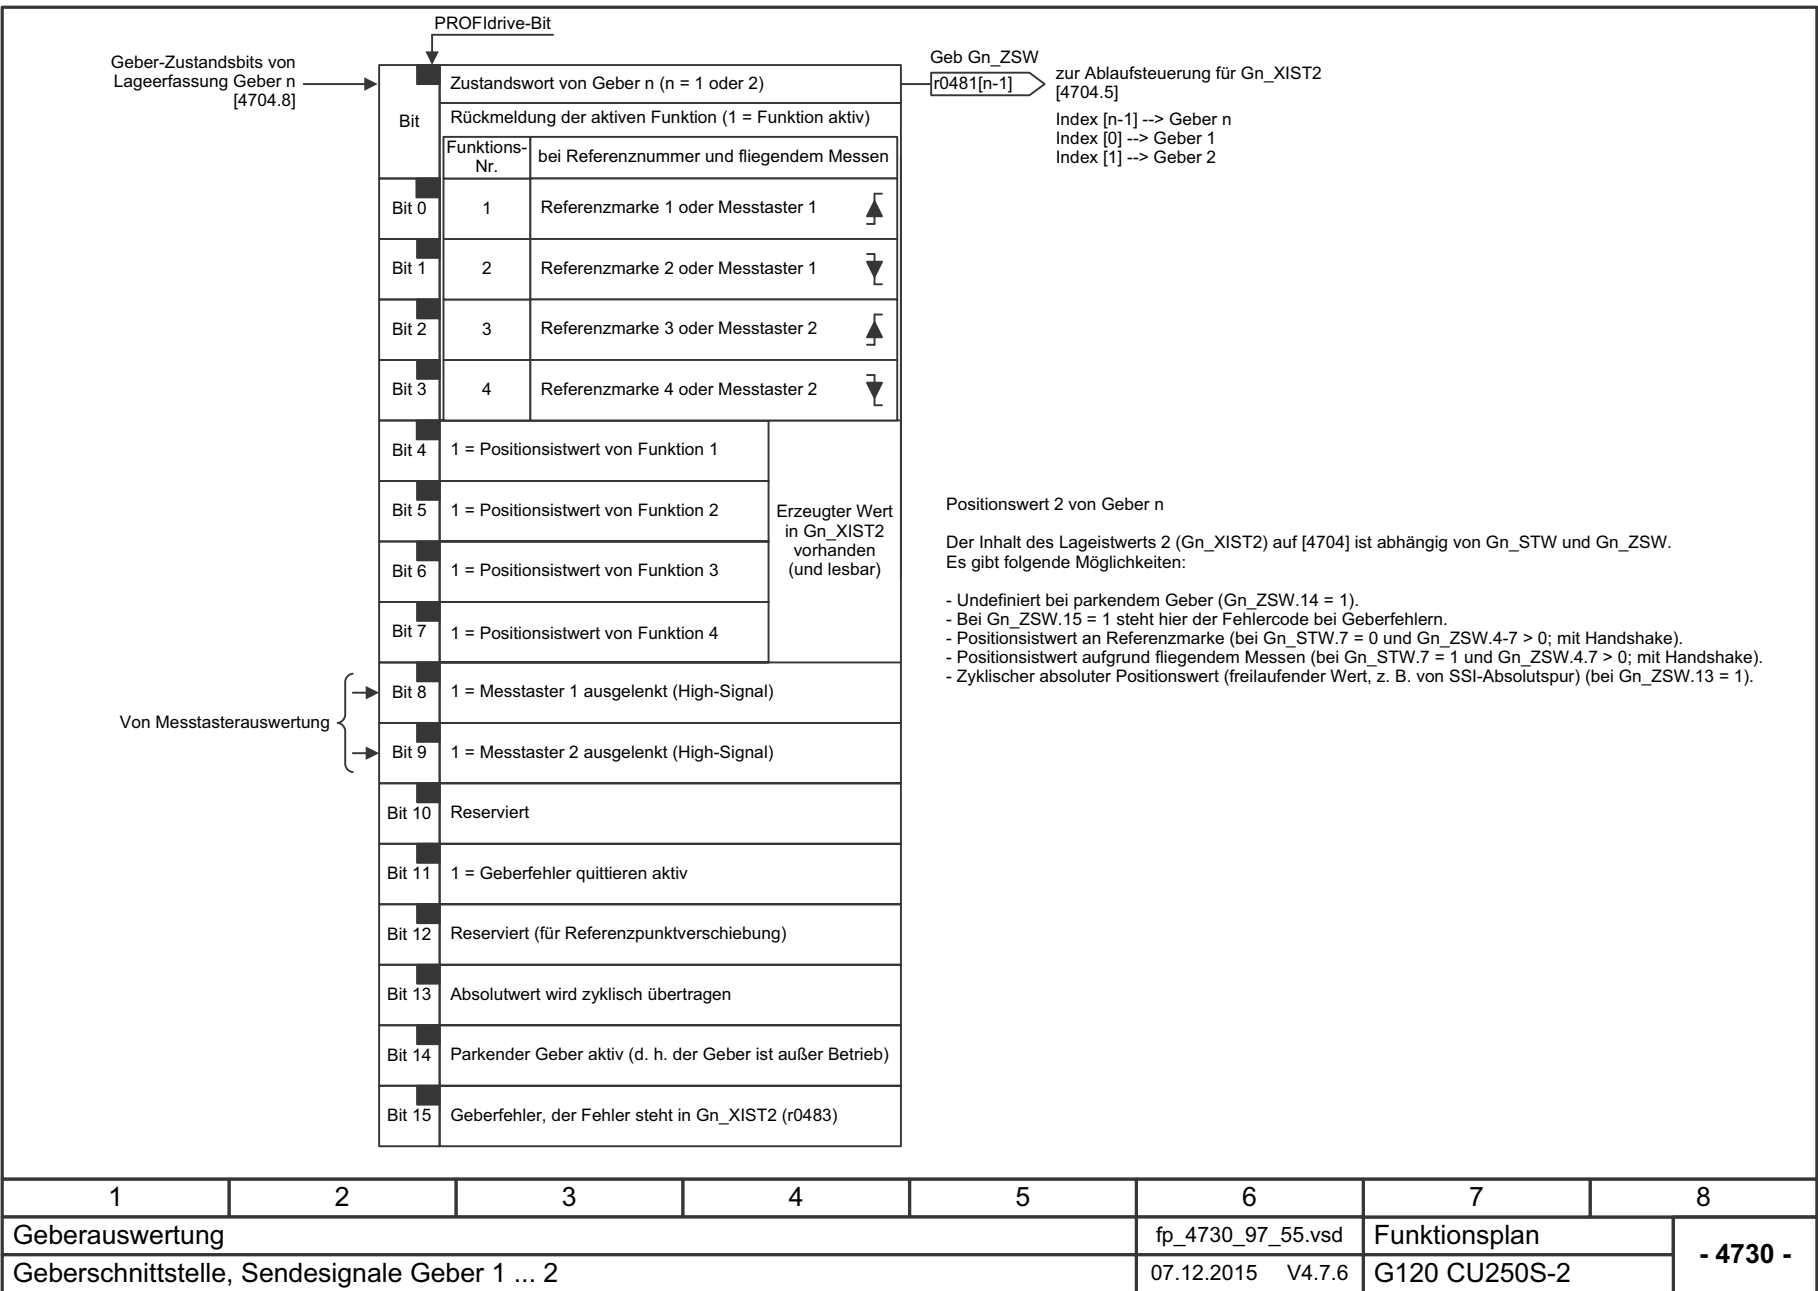 PROFIdrive-Bit
Geber-Zustandsbits von
Lageerfassung Geber n
[4704.8]
Bit
Zustandswort von Geber n (n = 1 oder 2)
Rückmeldung der aktiven Funktion (1 = Funktion aktiv)
Funktions-
Nr.
bei Referenznummer und fliegendem Messen
Geb Gn_ZSW
r0481[n-1]
zur Ablaufsteuerung für Gn_XIST2
[4704.5]
Index [n-1] --> Geber n
Index [0] --> Geber 1
Index [1] --> Geber 2
Bit 0 1 Referenzmarke 1 oder Messtaster 1
Bit 1 2 Referenzmarke 2 oder Messtaster 1
Bit 2 3 Referenzmarke 3 oder Messtaster 2
Bit 3 4 Referenzmarke 4 oder Messtaster 2
Bit 4 1 = Positionsistwert von Funktion 1
Bit 5 1 = Positionsistwert von Funktion 2
Bit 6 1 = Positionsistwert von Funktion 3
Bit 7 1 = Positionsistwert von Funktion 4
Erzeugter Wert
in Gn_XIST2
vorhanden
(und lesbar)
Von Messtasterauswertung
Bit 8 1 = Messtaster 1 ausgelenkt (High-Signal)
Bit 9 1 = Messtaster 2 ausgelenkt (High-Signal)
Bit 10 Reserviert
Bit 11 1 = Geberfehler quittieren aktiv
Bit 12 Reserviert (für Referenzpunktverschiebung)
Bit 13 Absolutwert wird zyklisch übertragen
Bit 14 Parkender Geber aktiv (d. h. der Geber ist außer Betrieb)
Bit 15 Geberfehler, der Fehler steht in Gn_XIST2 (r0483)
Positionswert 2 von Geber n
Der Inhalt des Lageistwerts 2 (Gn_XIST2) auf [4704] ist abhängig von Gn_STW und Gn_ZSW.
Es gibt folgende Möglichkeiten:
- Undefiniert bei parkendem Geber (Gn_ZSW.14 = 1).
- Bei Gn_ZSW.15 = 1 steht hier der Fehlercode bei Geberfehlern.
- Positionsistwert an Referenzmarke (bei Gn_STW.7 = 0 und Gn_ZSW.4-7 > 0; mit Handshake).
- Positionsistwert aufgrund fliegendem Messen (bei Gn_STW.7 = 1 und Gn_ZSW.4.7 > 0; mit Handshake).
- Zyklischer absoluter Positionswert (freilaufender Wert, z. B. von SSI-Absolutspur) (bei Gn_ZSW.13 = 1).
1 2 3 4 5 6 7 8
Geberauswertung
Geberschnittstelle, Sendesignale Geber 1 ... 2
fp_4730_97_55.vsd
07.12.2015 V4.7.6
Funktionsplan
G120 CU250S-2
- 4730 -